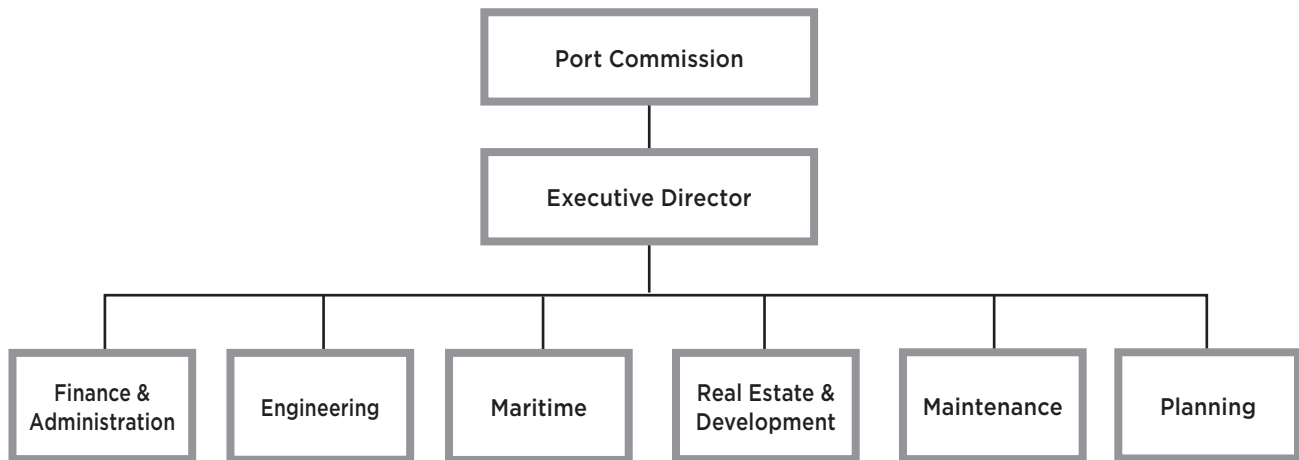 Port Commission
Executive Director
Finance &
Administration
Engineering
Maritime
Real Estate &
Development
Maintenance
Planning